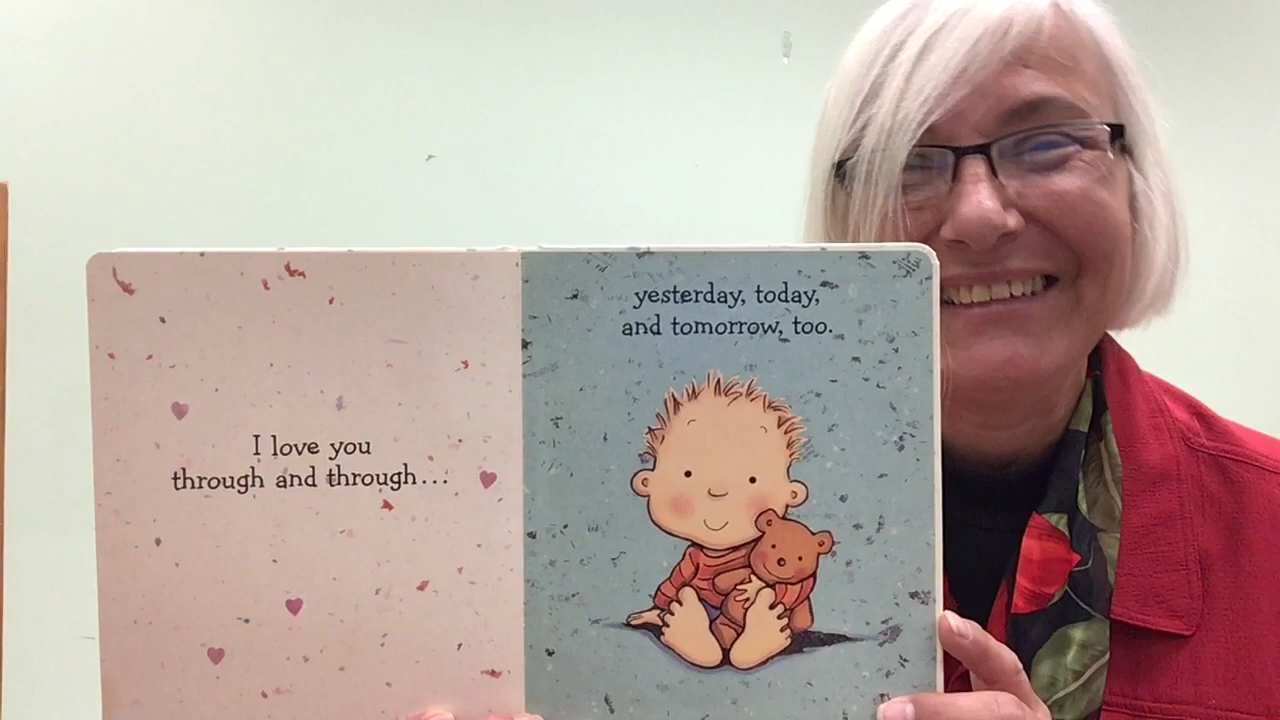 I love you
through and through...
yesterday, today,
and tomorrow, too.